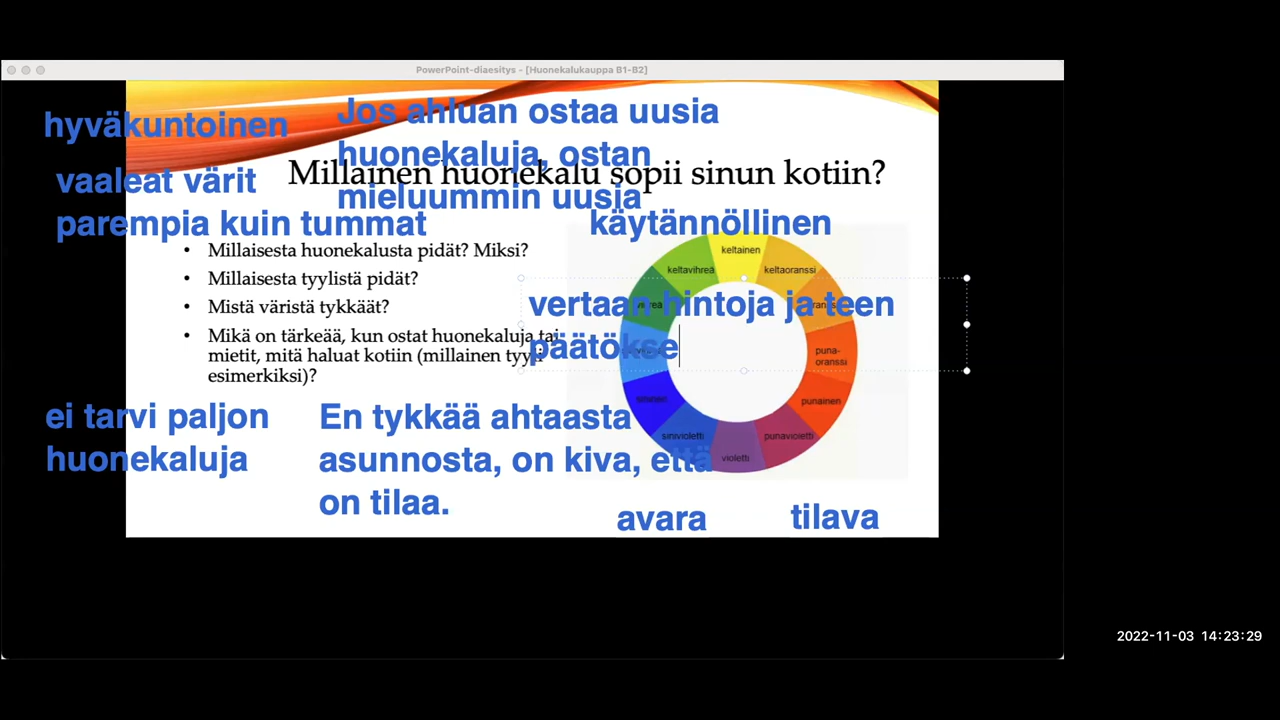 PowerPoint-diaesitys - [Huonekalukauppa B1-B2]
hyväkuntoinen
Jos ahluan ostaa uusia
huonekaluja, ostan
mieluummin uusia
Millainen huonekalu sopii sinun kotiin?
vaaleat värit
parempia kuin tummat
käytännöllinen
• Millaisesta huonekalusta pidät? Miksi?
• Millaisesta tyylistä pidät?
• Mistä väristä tykkäät?
• Mikä on tärkeää, kun ostat huonekaluja tai
mietit, mitä haluat kotiin (millainen tyyli
esimerkiksi)?
keltainen
keltavihreä
keltaoranssi
vertaan hintoja ja teen
päätökse
puna-
oranssi
sininen
punainen
sinivioletti
punavioletti
violetti
ei tarvi paljon
huonekaluja
En tykkää ahtaasta
asunnosta, on kiva, että
on tilaa.
avara
tilava
2022-11-03 14:23:29